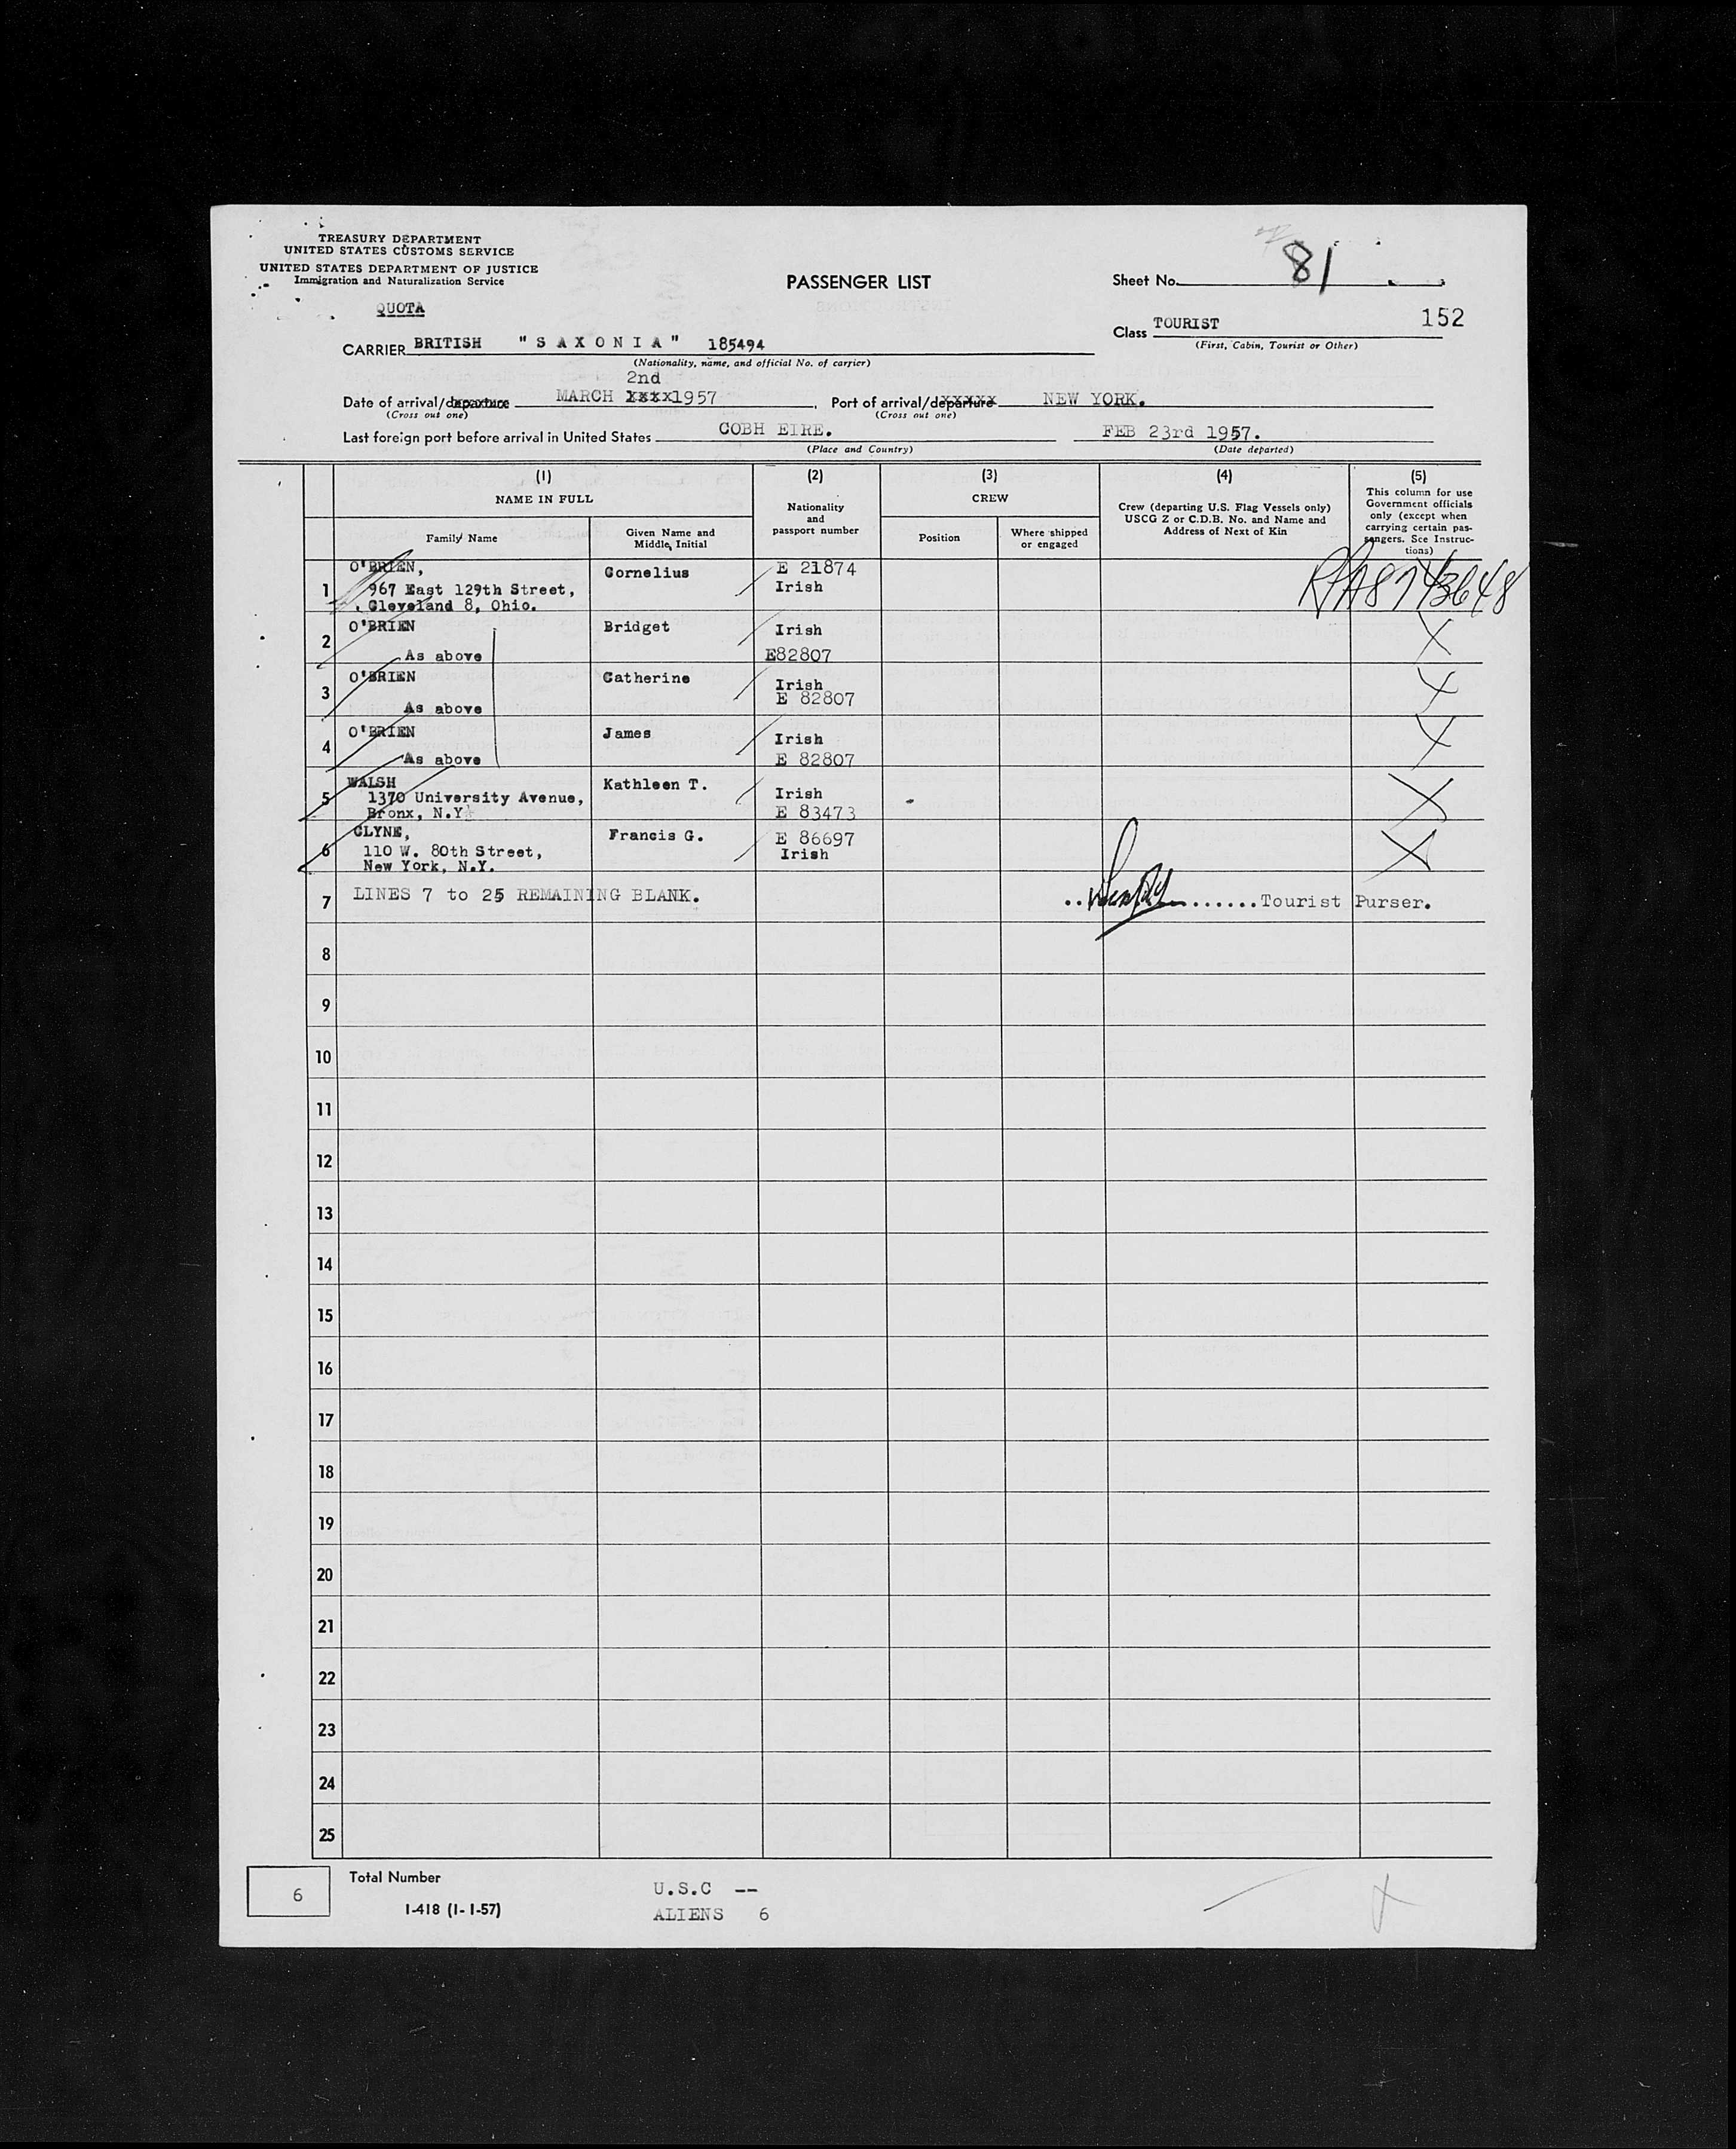 TREASURY DEPARTMENT
UNITED STATES CUSTOMS SERVICE
UNITED STATES DEPARTMENT OF JUSTICE
Immigration and Naturalization Service
QUOTA
PASSENGER LIST
Sheet No. 81
152
Class TOURIST
(First, Cabin, Tourist or Other)
CARRIER BRITISH "S A X O N I A" 185494
(Nationality, name, and official No. of carrier)
2nd
Date of arrival/departure MARCH xxxx1957, Port of arrival/departure NEW YORK.
(Cross out one) (Cross out one)
Last foreign port before arrival in United States COBH EIRE. FEB 23rd 1957.
(Place and Country) (Date departed)
(1) (2) (3) (4) (5)
NAME IN FULL
Family Name
Given Name and
Middle Initial
Nationality
and
passport number
CREW
Position
Where shipped
or engaged
Crew (departing U.S. Flag Vessels only)
USCG Z or C.D.B. No. and Name and
Address of Next of Kin
This column for use
Government officials
only (except when
carrying certain pas-
sengers. See Instruc-
tions)
1 O'BRIEN, Cornelius E 21874
967 East 129th Street, Irish
Cleveland 8, Ohio.
2 O'BRIEN Bridget Irish X
As above E82807
3 O'BRIEN Catherine Irish X
As above E 82807
4 O'BRIEN James Irish X
As above E 82807
5 WALSH Kathleen T. Irish X
1370 University Avenue, E 83473
Bronx, N.Y.
6 CLYNE, Francis G. E 86697 X
110 W. 80th Street, Irish
New York, N.Y.
7 LINES 7 to 25 REMAINING BLANK. Tourist Purser.
8
9
10
11
12
13
14
15
16
17
18
19
20
21
22
23
24
25
6 Total Number
I-418 (1-1-57)
U.S.C --
ALIENS 6